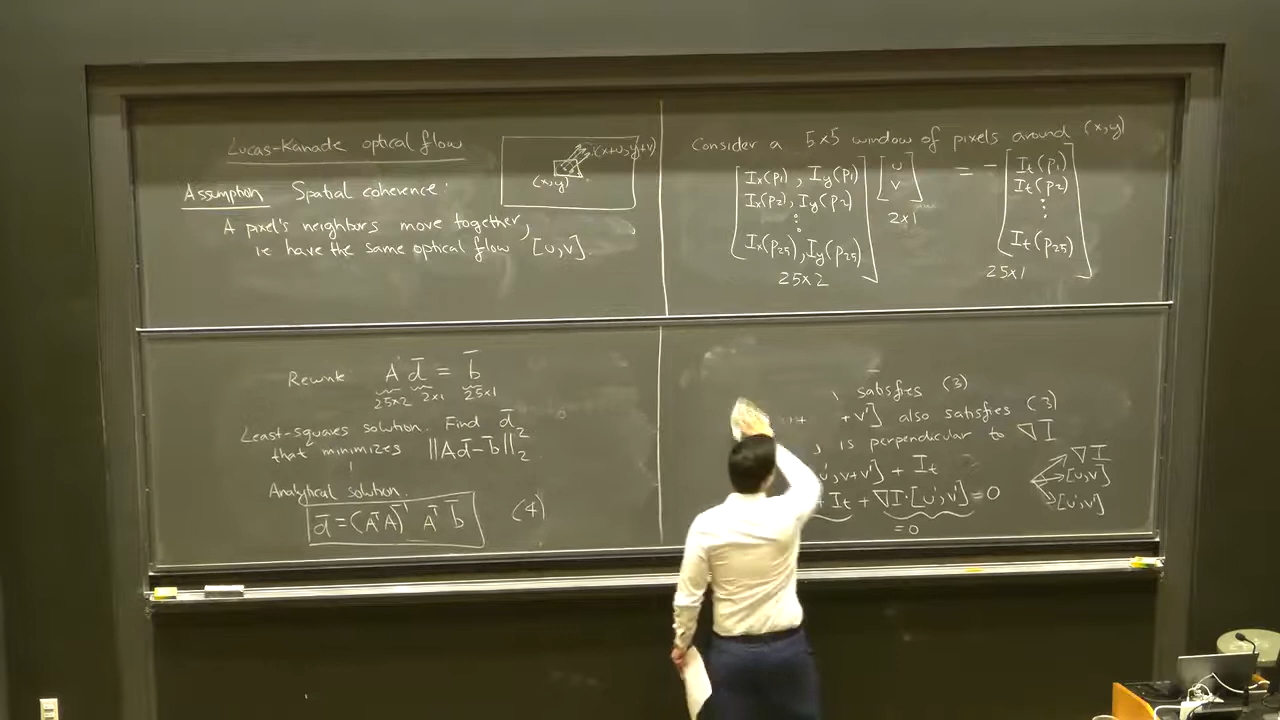 Lucas-Kanade optical flow
(x+u,y+v)
(x,y)
Assumption Spatial coherence:
A pixel's neighbors move together,
ie have the same optical flow [u,v].
Consider a 5x5 window of pixels around (x,y)
[Ix(p1), Iy(p1)] [u] = - [It(p1)]
[Ix(p2), Iy(p2)] [v] [It(p2)]
⋮ 2x1 ⋮
[Ix(p25), Iy(p25)] [It(p25)]
25x2 25x1
Rewrite A d̄ = b̄
25x2 2x1 25x1
Least-squares solution. Find d̄
that minimizes ||Ad̄-b̄||₂²
Analytical solution.
d̄=(AᵀA)⁻¹ Aᵀ b̄ (4)
satisfies (3)
+v'] also satisfies (3)
, is perpendicular to ∇I
u', v+v'] + It
+ It + ∇I·[u',v']=0
=0
∇I
[u,v]
[u',v']